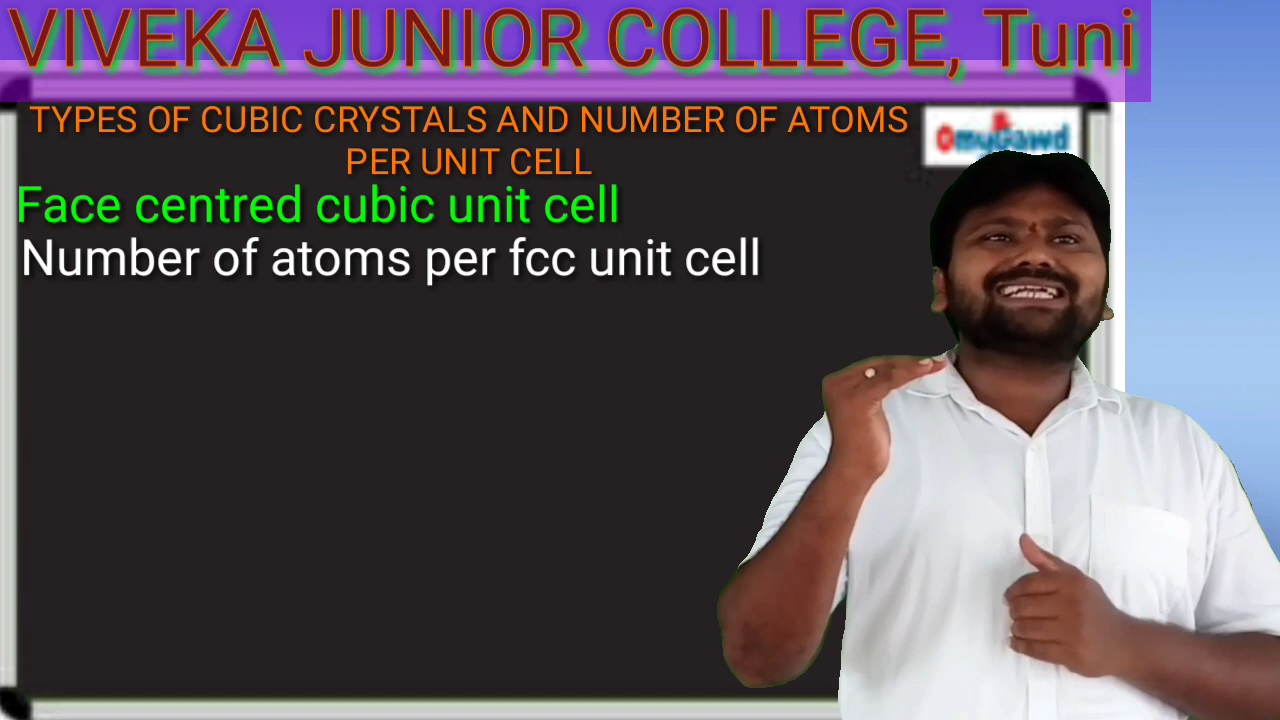 VIVEKA JUNIOR COLLEGE, Tuni
TYPES OF CUBIC CRYSTALS AND NUMBER OF ATOMS
PER UNIT CELL
OmyGawd
Face centred cubic unit cell
Number of atoms per fcc unit cell